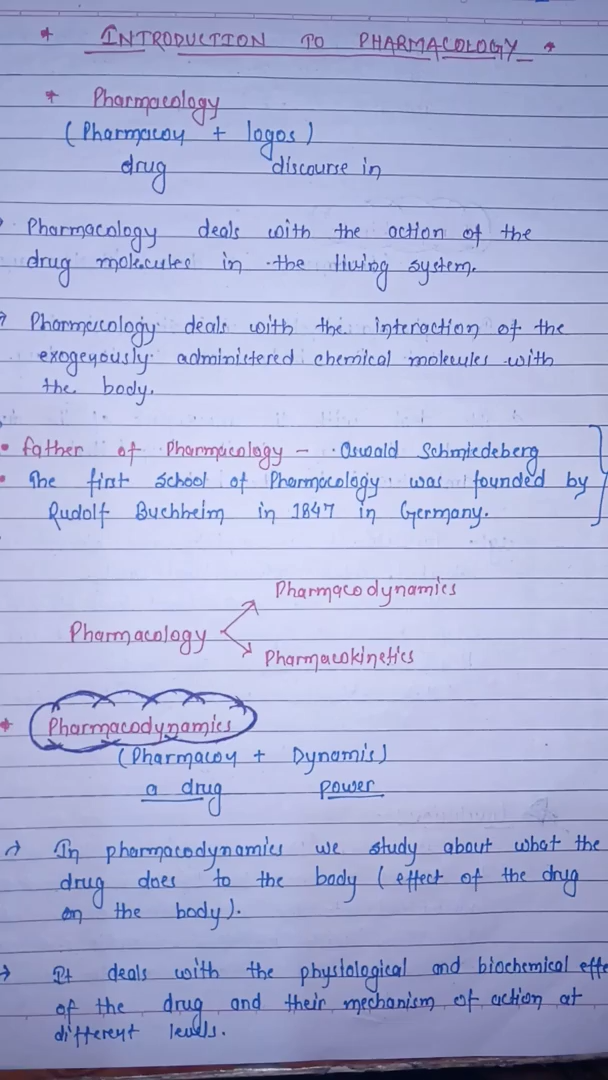 * INTRODUCTION TO PHARMACOLOGY *
* Pharmacology
(Pharmacoy + logos)
drug discourse in
Pharmacology deals with the action of the
drug molecules in the living system.
Pharmacology deals with the interaction of the
exogeyously administered chemical molecules with
the body.
• father of Pharmacology - Oswald Schmiedeberg
• The first school of Pharmacology was founded by
Rudolf Buchheim in 1847 in Germany.
Pharmacodynamics
Pharmacology
Pharmacokinetics
* Pharmacodynamics
(Pharmacoy + Dynamis)
a drug power
→ In pharmacodynamics we study about what the
drug does to the body (effect of the drug
on the body).
→ It deals with the physiological and biochemical effe
of the drug and their mechanism of action at
differeyt levels.